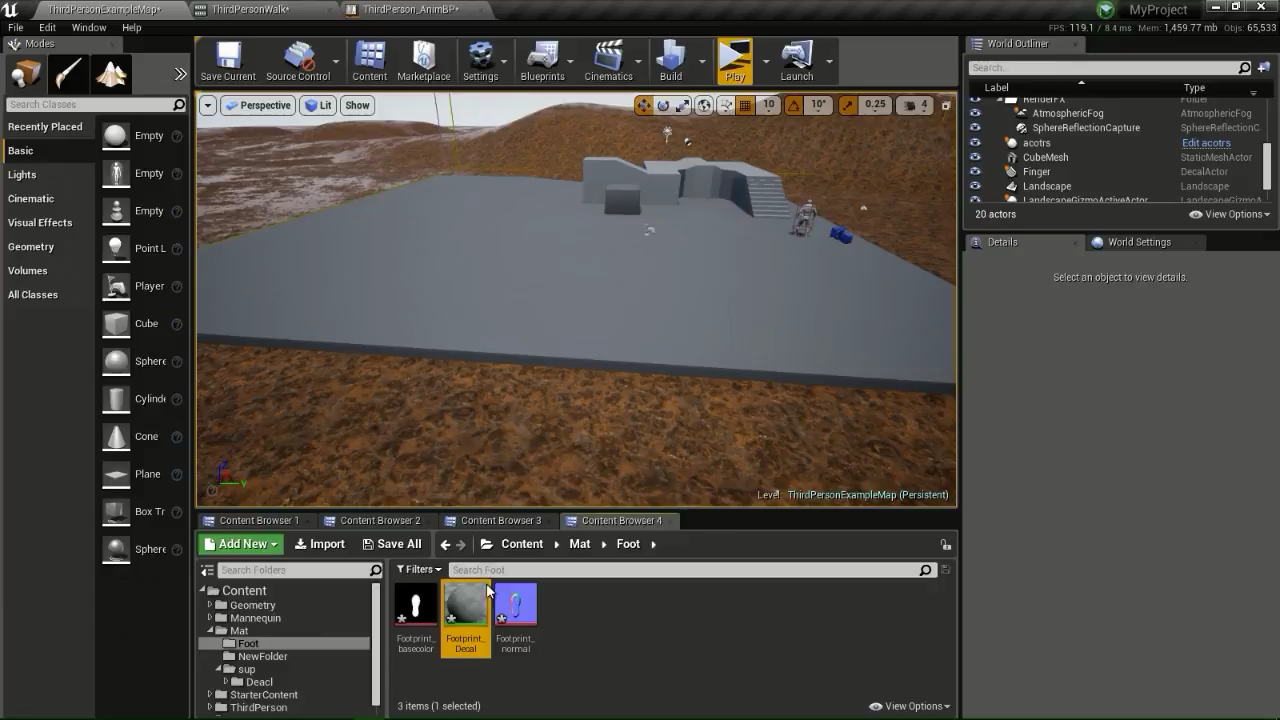 ThirdPersonExampleMap*
ThirdPersonWalk*
ThirdPerson_AnimBP*
MyProject
File Edit Window Help
FPS: 119.1 / 8.4 ms Mem: 1,459.77 mb Objs: 65,533
Modes
Search Classes
Recently Placed
Basic
Lights
Cinematic
Visual Effects
Geometry
Volumes
All Classes
Empty
Empty
Empty
Point L
Player
Cube
Sphere
Cylinde
Cone
Plane
Box Tr
Sphere
Save Current
Source Control
Content
Marketplace
Settings
Blueprints
Cinematics
Build
Play
Launch
Perspective
Lit
Show
10
10°
0.25
4
Level: ThirdPersonExampleMap (Persistent)
World Outliner
Search...
Label Type
RenderFX Folder
AtmosphericFog AtmosphericFog
SphereReflectionCapture SphereReflectionC
acotrs Edit acotrs
CubeMesh StaticMeshActor
Finger DecalActor
Landscape Landscape
LandscapeGizmoActiveActor
20 actors
View Options
Details
World Settings
Select an object to view details.
Content Browser 1
Content Browser 2
Content Browser 3
Content Browser 4
Add New
Import
Save All
Content Mat Foot
Search Folders
Filters
Search Foot
Content
Geometry
Mannequin
Mat
Foot
NewFolder
sup
Deacl
StarterContent
ThirdPerson
Footprint_
basecolor
Footprint_
Decal
Footprint_
normal
3 items (1 selected)
View Options